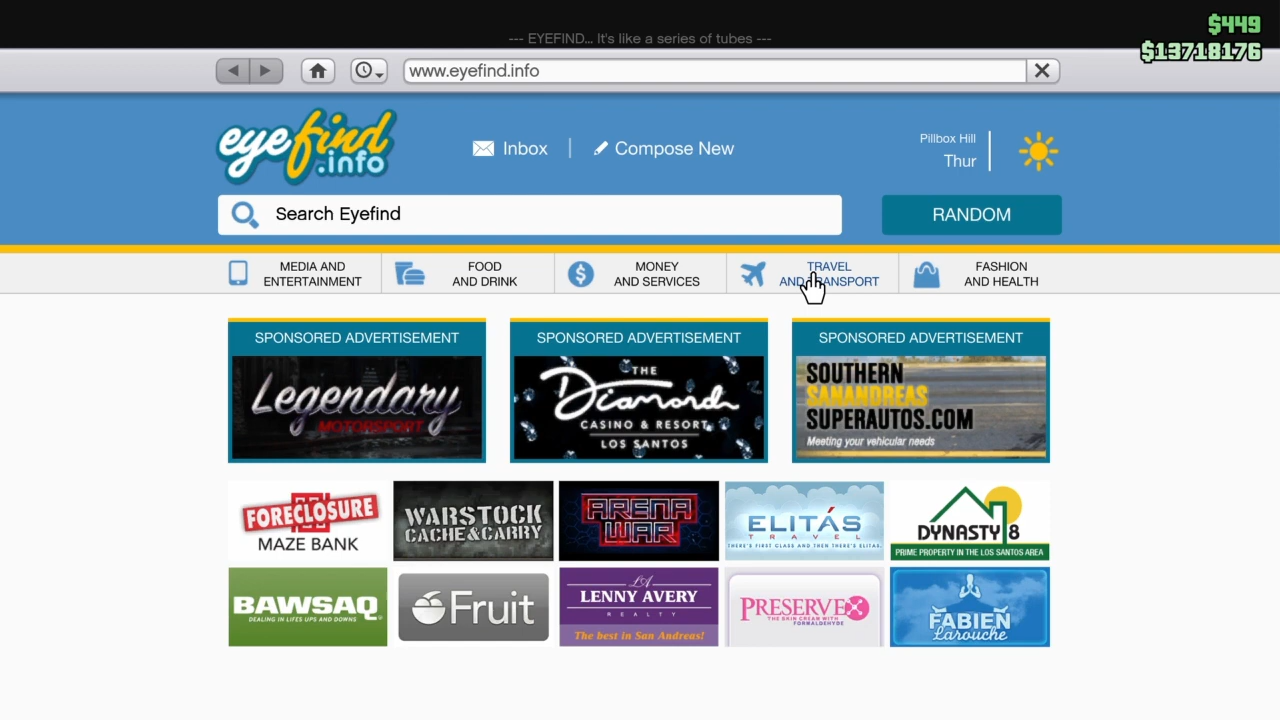 --- EYEFIND... It's like a series of tubes ---
$449
$13718176
www.eyefind.info
eyefind
.info
Inbox
Compose New
Pillbox Hill
Thur
Search Eyefind
RANDOM
MEDIA AND
ENTERTAINMENT
FOOD
AND DRINK
MONEY
AND SERVICES
TRAVEL
AND TRANSPORT
FASHION
AND HEALTH
SPONSORED ADVERTISEMENT
Legendary
MOTORSPORT
SPONSORED ADVERTISEMENT
THE
Diamond
CASINO & RESORT
LOS SANTOS
SPONSORED ADVERTISEMENT
SOUTHERN
SANANDREAS
SUPERAUTOS.COM
Meeting your vehicular needs
FORECLOSURE
MAZE BANK
WARSTOCK
CACHE&CARRY
ARENA
WAR
ELITÁS
TRAVEL
THERE'S FIRST CLASS AND THEN THERE'S ELITAS.
DYNASTY 8
PRIME PROPERTY IN THE LOS SANTOS AREA
BAWSAQ
DEALING IN LIFES UPS AND DOWNS
Fruit
LA
LENNY AVERY
REALTY
The best in San Andreas!
PRESERVEX
THE SKIN CREAM WITH
FORMALDEHYDE
FABIEN
Larouche